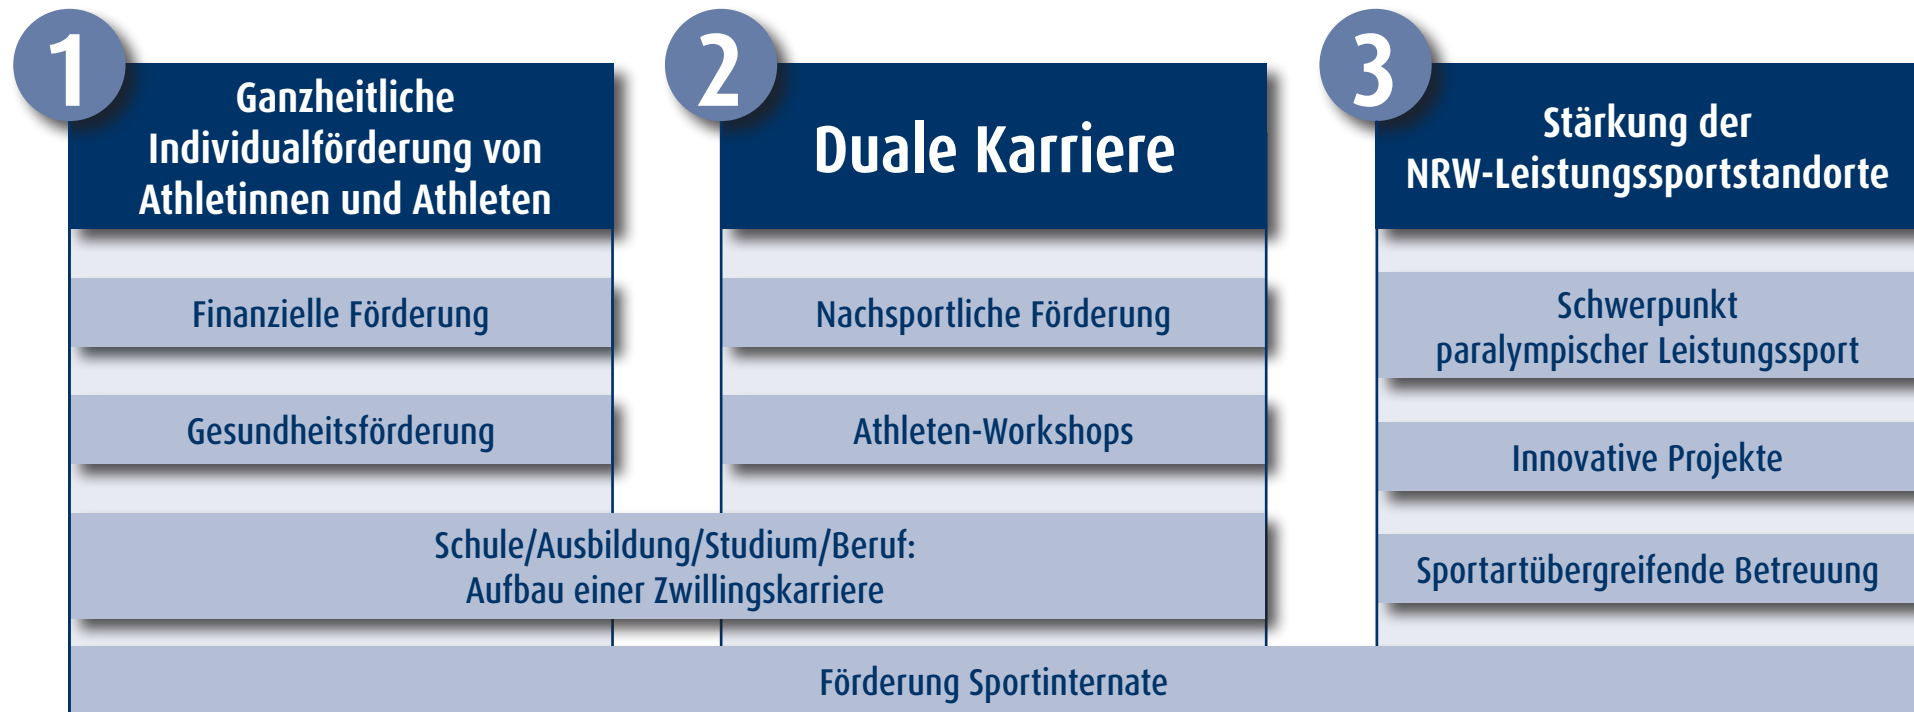 1
Ganzheitliche
Individualförderung von
Athletinnen und Athleten
Finanzielle Förderung
Gesundheitsförderung
2
Duale Karriere
Nachsportliche Förderung
Athleten-Workshops
Schule/Ausbildung/Studium/Beruf:
Aufbau einer Zwillingskarriere
3
Stärkung der
NRW-Leistungssportstandorte
Schwerpunkt
paralympischer Leistungssport
Innovative Projekte
Sportartübergreifende Betreuung
Förderung Sportinternate